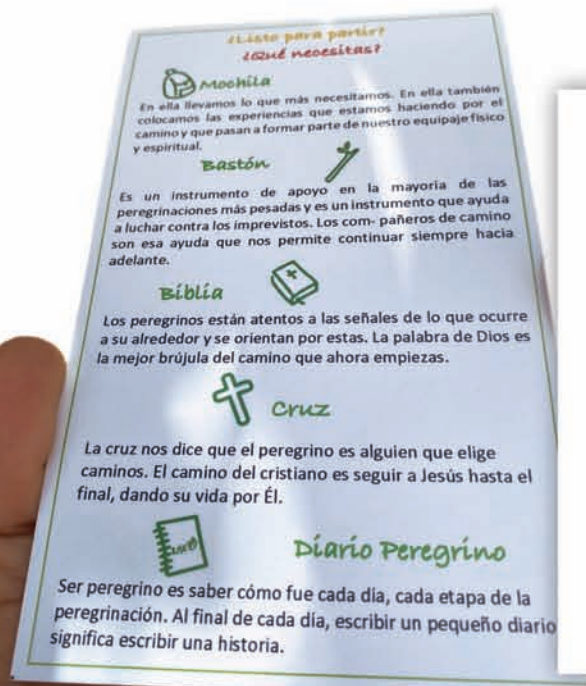 ¿Listo para partir?
¿Qué necesitas?
Mochila
En ella llevamos lo que más necesitamos. En ella también
colocamos las experiencias que estamos haciendo por el
camino y que pasan a formar parte de nuestro equipaje físico
y espiritual.
Bastón
Es un instrumento de apoyo en la mayoría de las
peregrinaciones más pesadas y es un instrumento que ayuda
a luchar contra los imprevistos. Los com- pañeros de camino
son esa ayuda que nos permite continuar siempre hacia
adelante.
Biblia
Los peregrinos están atentos a las señales de lo que ocurre
a su alrededor y se orientan por estas. La palabra de Dios es
la mejor brújula del camino que ahora empiezas.
Cruz
La cruz nos dice que el peregrino es alguien que elige
caminos. El camino del cristiano es seguir a Jesús hasta el
final, dando su vida por Él.
Diario Peregrino
Ser peregrino es saber cómo fue cada día, cada etapa de la
peregrinación. Al final de cada día, escribir un pequeño diario
significa escribir una historia.